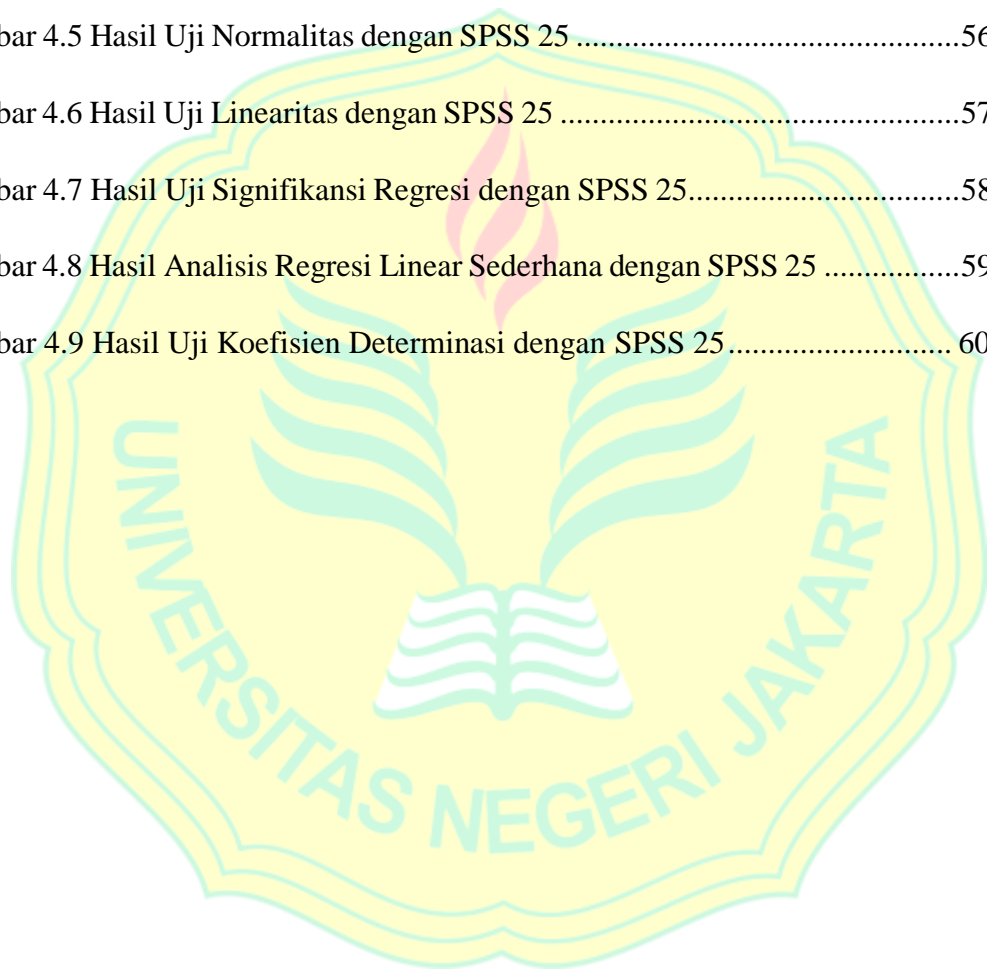 bar 4.5 Hasil Uji Normalitas dengan SPSS 25 ................................................56
bar 4.6 Hasil Uji Linearitas dengan SPSS 25 ..................................................57
bar 4.7 Hasil Uji Signifikansi Regresi dengan SPSS 25..................................58
bar 4.8 Hasil Analisis Regresi Linear Sederhana dengan SPSS 25 .................59
bar 4.9 Hasil Uji Koefisien Determinasi dengan SPSS 25............................ 60
UNIVERSITAS NEGERI JAKARTA